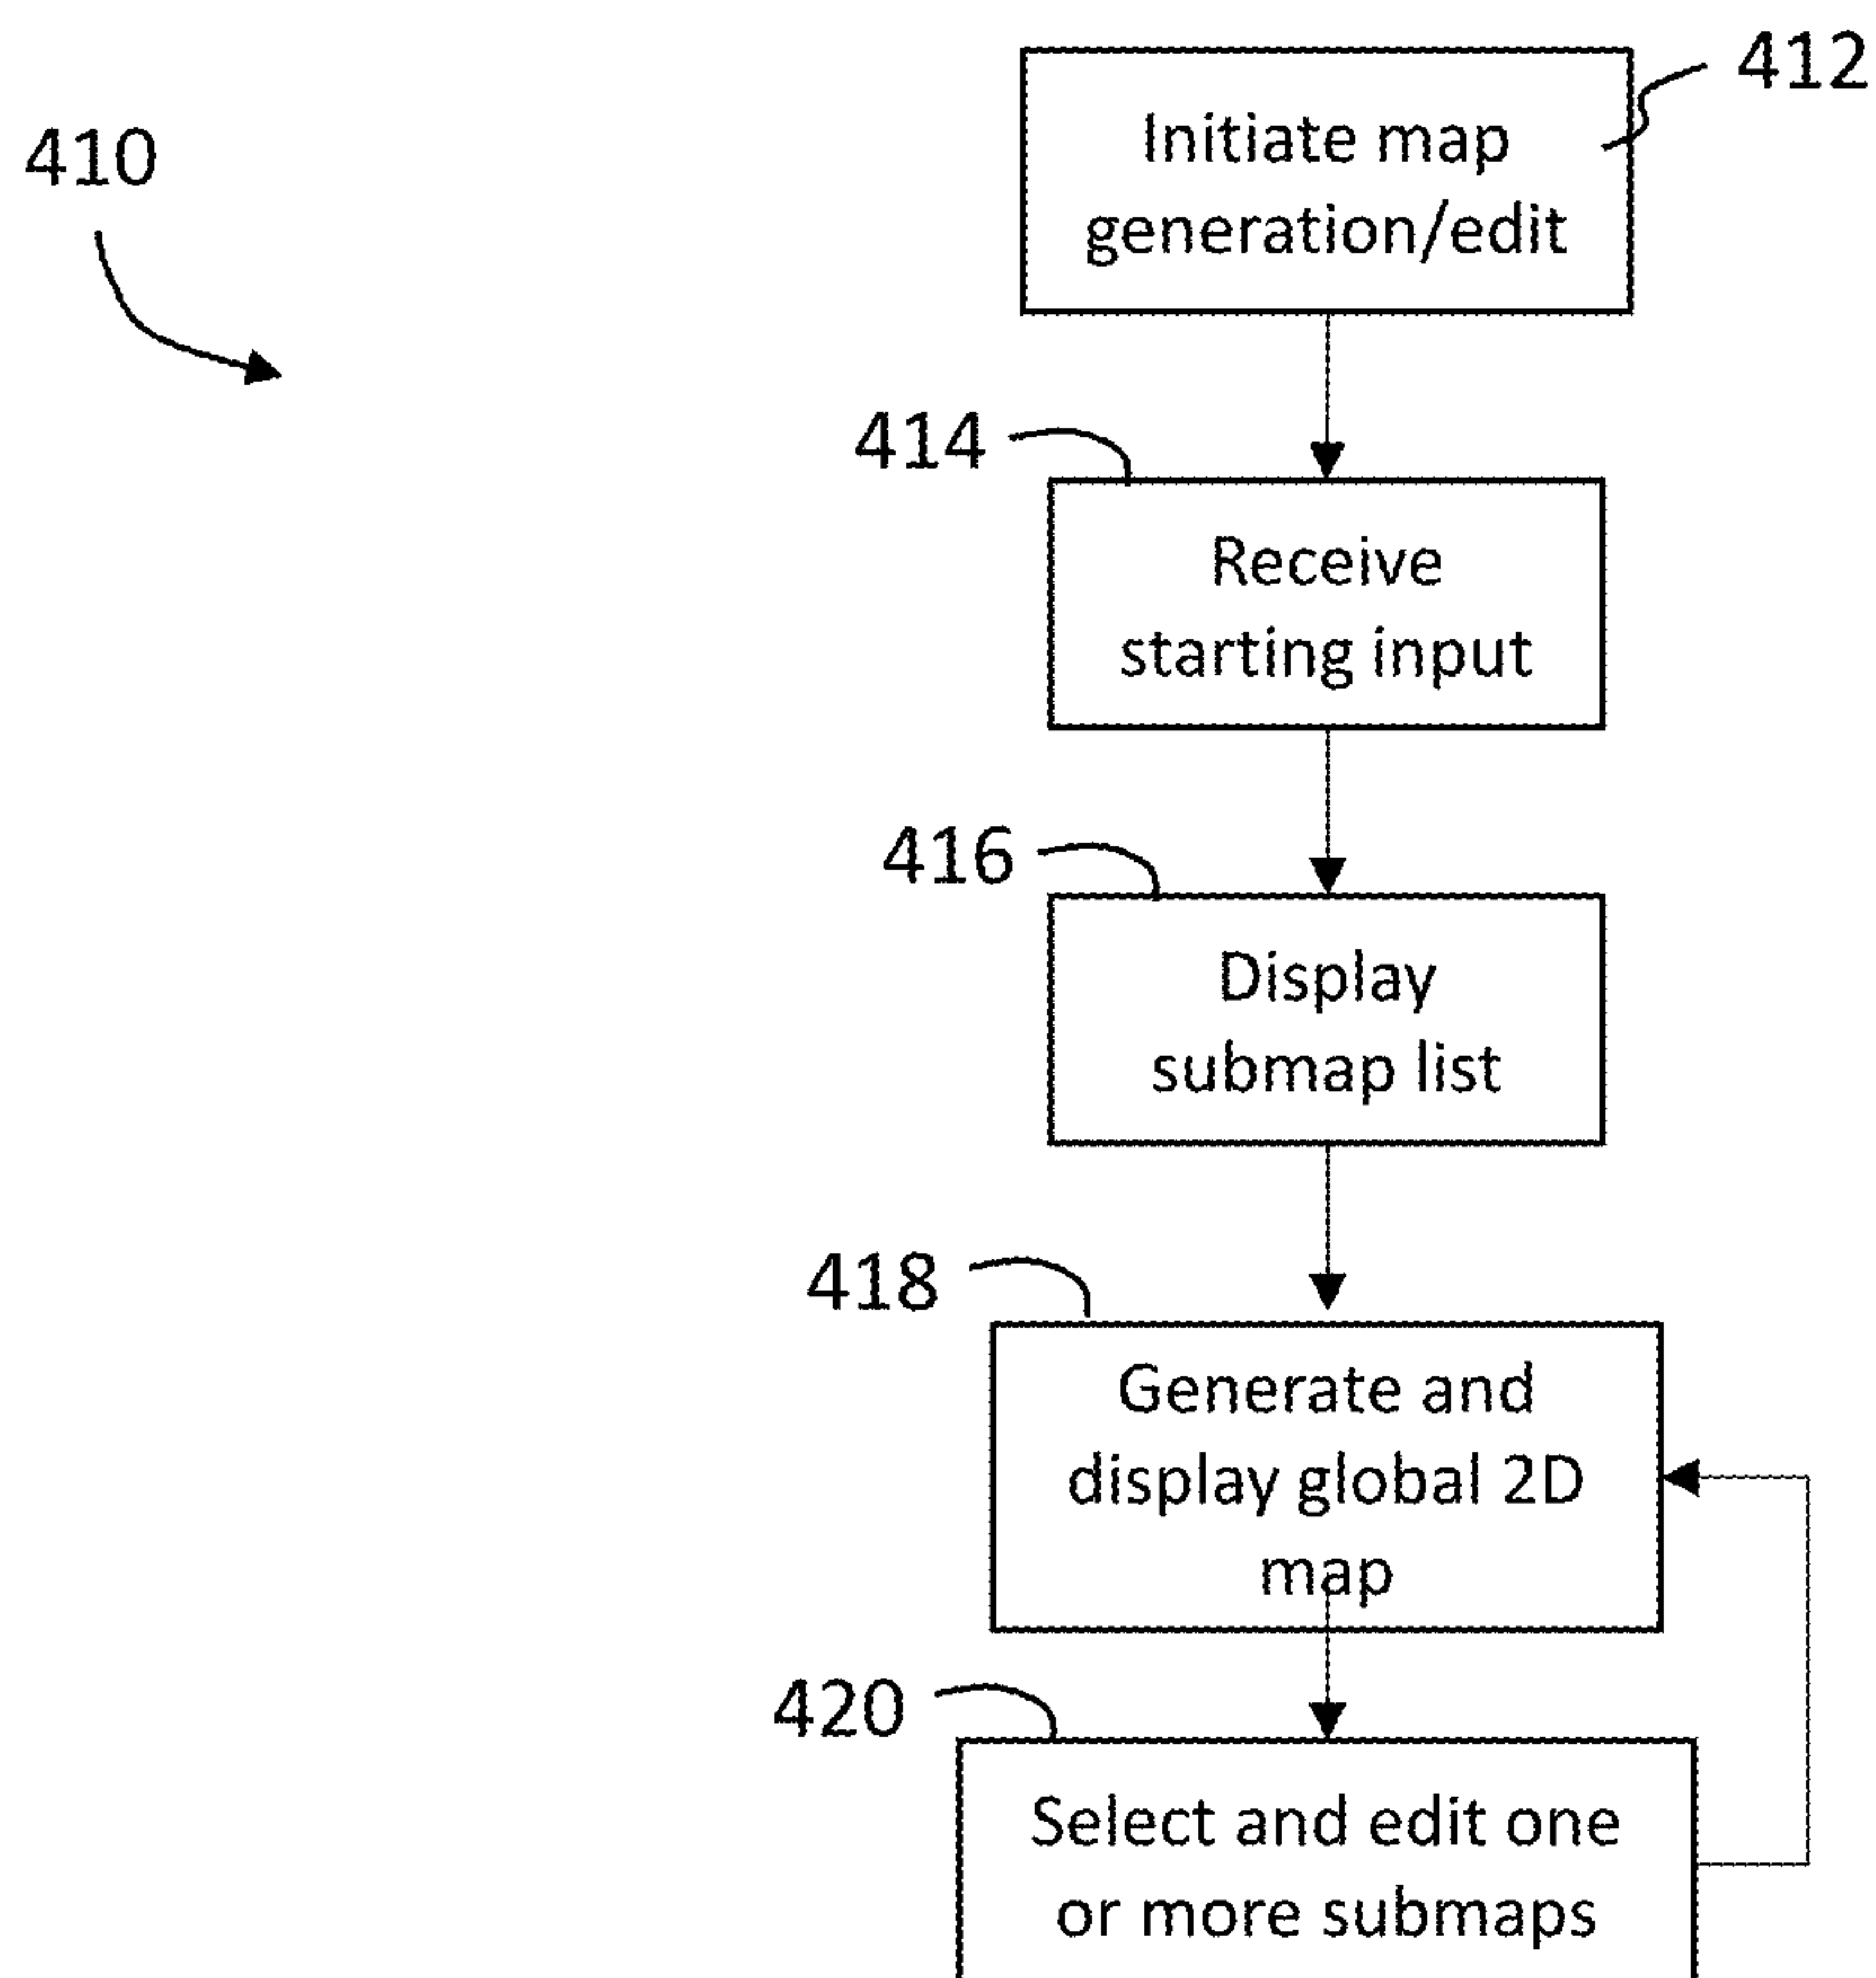 412
Initiate map
generation/edit
410
414
Receive
starting input
416
Display
submap list
418
Generate and
display global 2D
map
420
Select and edit one
or more submaps